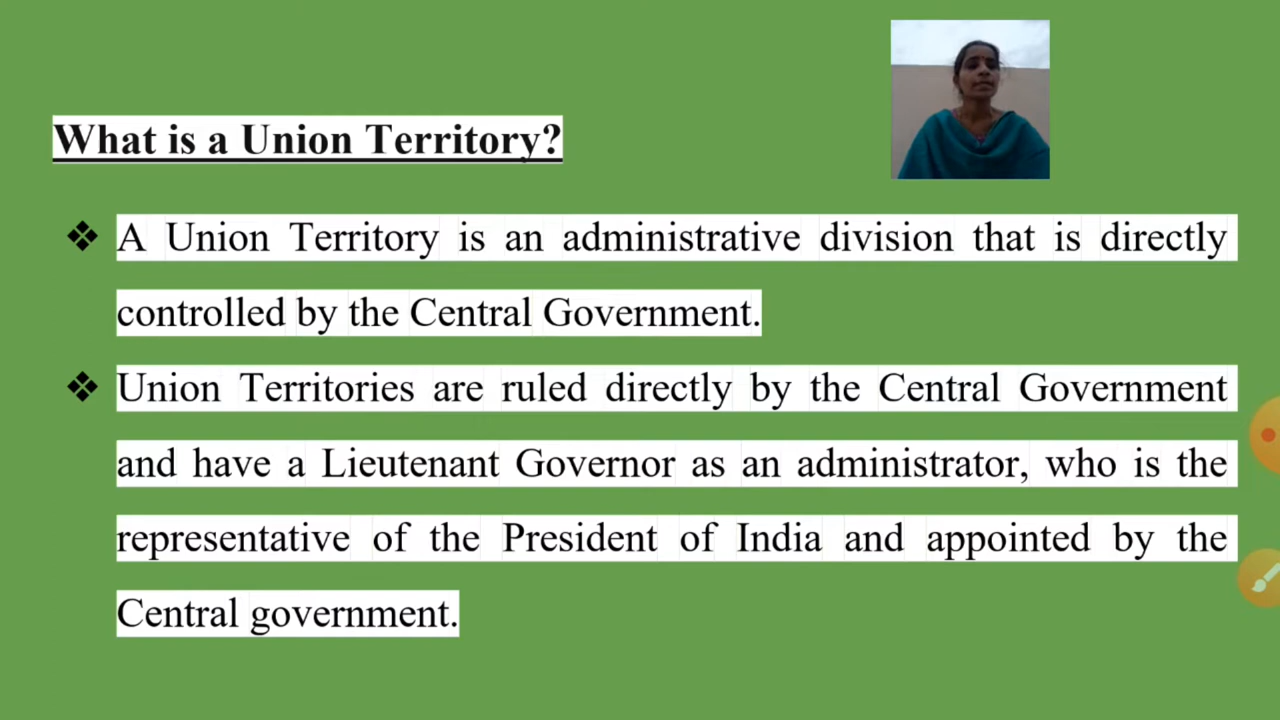 What is a Union Territory?
❖ A Union Territory is an administrative division that is directly
controlled by the Central Government.
❖ Union Territories are ruled directly by the Central Government
and have a Lieutenant Governor as an administrator, who is the
representative of the President of India and appointed by the
Central government.